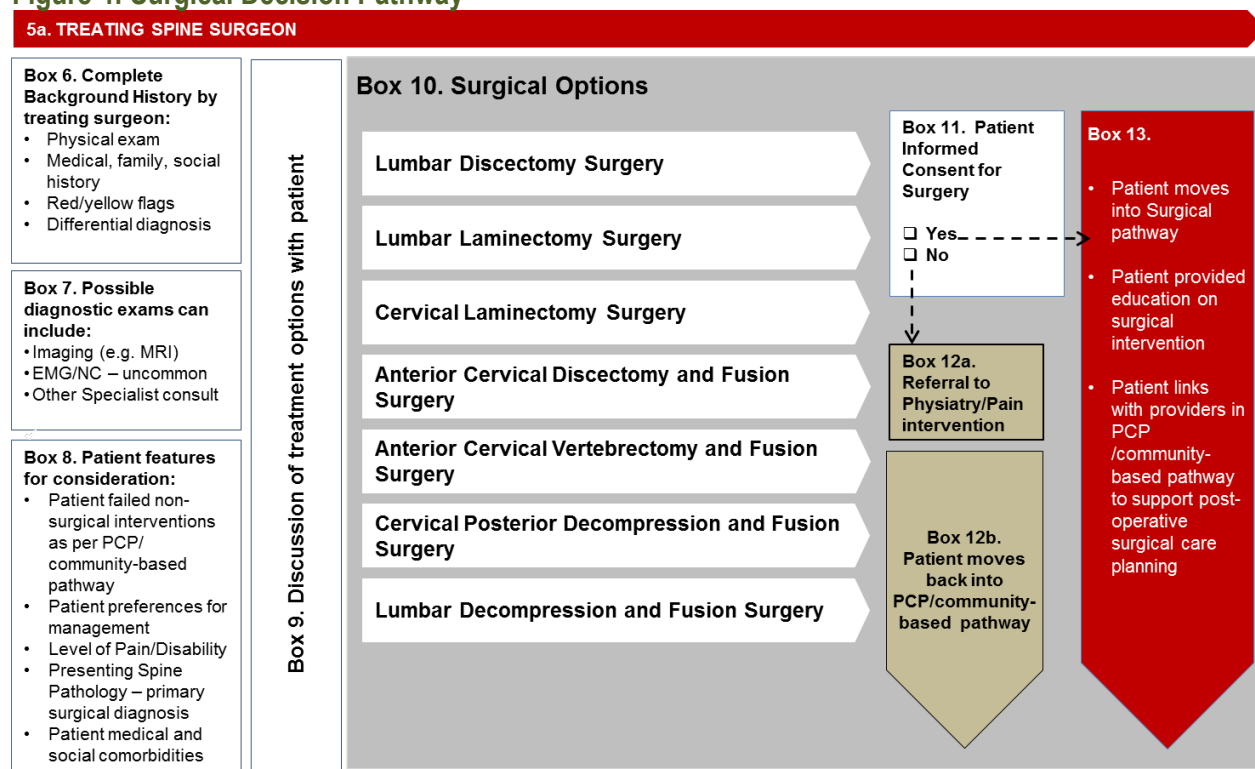 Figure 4. Surgical Decision Pathway
5a. TREATING SPINE SURGEON
Box 6. Complete
Background History by
treating surgeon:
• Physical exam
• Medical, family, social
history
• Red/yellow flags
• Differential diagnosis
Box 7. Possible
diagnostic exams can
include:
• Imaging (e.g. MRI)
• EMG/NC – uncommon
• Other Specialist consult
Box 8. Patient features
for consideration:
• Patient failed non-
surgical interventions
as per PCP/
community-based
pathway
• Patient preferences for
management
• Level of Pain/Disability
• Presenting Spine
Pathology – primary
surgical diagnosis
• Patient medical and
social comorbidities
Box 9. Discussion of treatment options with patient
Box 10. Surgical Options
Lumbar Discectomy Surgery
Lumbar Laminectomy Surgery
Cervical Laminectomy Surgery
Anterior Cervical Discectomy and Fusion
Surgery
Anterior Cervical Vertebrectomy and Fusion
Surgery
Cervical Posterior Decompression and Fusion
Surgery
Lumbar Decompression and Fusion Surgery
Box 11. Patient
Informed
Consent for
Surgery
❑ Yes
❑ No
Box 12a.
Referral to
Physiatry/Pain
intervention
Box 12b.
Patient moves
back into
PCP/community-
based pathway
Box 13.
• Patient moves
into Surgical
pathway
• Patient provided
education on
surgical
intervention
• Patient links
with providers in
PCP
/community-
based pathway
to support post-
operative
surgical care
planning